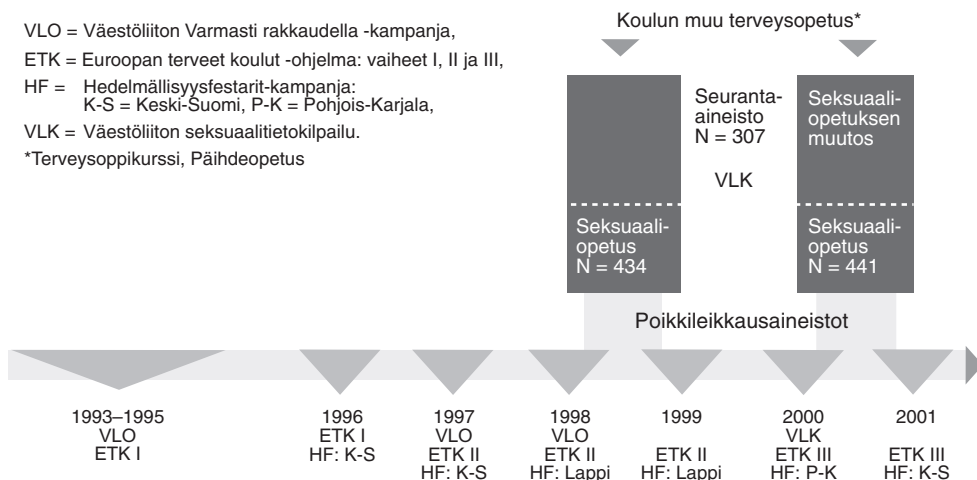 VLO = Väestöliiton Varmasti rakkaudella -kampanja,
ETK = Euroopan terveet koulut -ohjelma: vaiheet I, II ja III,
HF = Hedelmällisyysfestarit-kampanja:
K-S = Keski-Suomi, P-K = Pohjois-Karjala,
VLK = Väestöliiton seksuaalitietokilpailu.
*Terveysoppikurssi, Päihdeopetus
Koulun muu terveysopetus*
Seuranta-
aineisto
N = 307
VLK
Seksuaali-
opetuksen
muutos
Seksuaali-
opetus
N = 434
Seksuaali-
opetus
N = 441
Poikkileikkausaineistot
1993–1995
VLO
ETK I
1996
ETK I
HF: K-S
1997
VLO
ETK II
HF: K-S
1998
VLO
ETK II
HF: Lappi
1999
ETK II
HF: Lappi
2000
VLK
ETK III
HF: P-K
2001
ETK III
HF: K-S